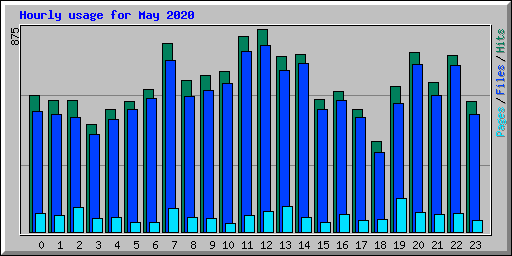 Hourly usage for May 2020
875
Pages/Files/Hits
0 1 2 3 4 5 6 7 8 9 10 11 12 13 14 15 16 17 18 19 20 21 22 23